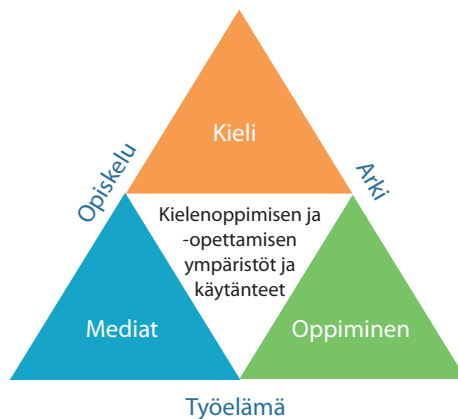 Kieli
Opiskelu
Arki
Kielenoppimisen ja
-opettamisen
ympäristöt ja
käytänteet
Mediat
Oppiminen
Työelämä